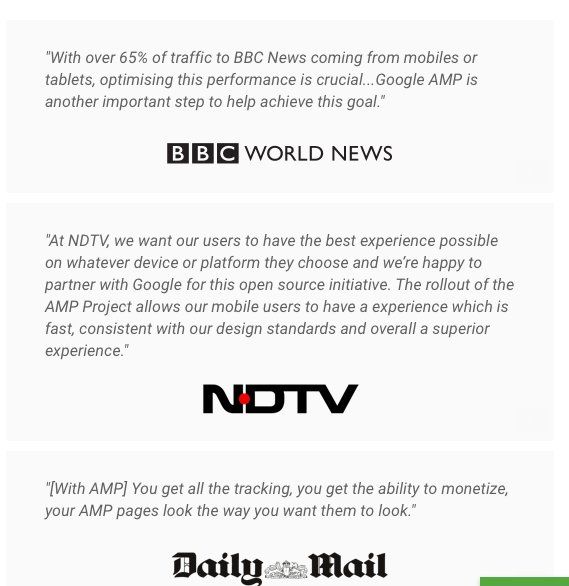 "With over 65% of traffic to BBC News coming from mobiles or
tablets, optimising this performance is crucial...Google AMP is
another important step to help achieve this goal."
BBC WORLD NEWS
"At NDTV, we want our users to have the best experience possible
on whatever device or platform they choose and we’re happy to
partner with Google for this open source initiative. The rollout of the
AMP Project allows our mobile users to have a experience which is
fast, consistent with our design standards and overall a superior
experience."
NDTV
"[With AMP] You get all the tracking, you get the ability to monetize,
your AMP pages look the way you want them to look."
Daily Mail